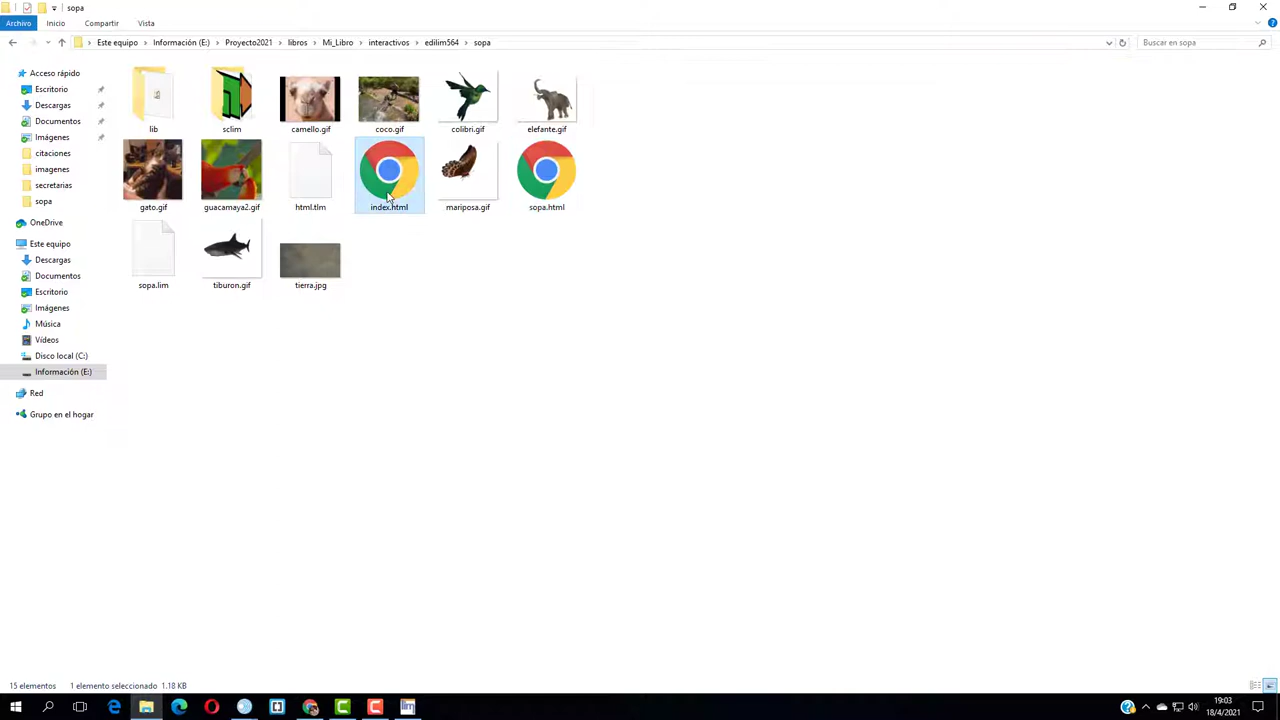 sopa
Archivo Inicio Compartir Vista
Este equipo > Información (E:) > Proyecto2021 > libros > Mi_Libro > interactivos > edilim564 > sopa
Buscar en sopa
Acceso rápido
Escritorio
Descargas
Documentos
Imágenes
citaciones
imagenes
secretarias
sopa
OneDrive
Este equipo
Descargas
Documentos
Escritorio
Imágenes
Música
Vídeos
Disco local (C:)
Información (E:)
Red
Grupo en el hogar
lib sclim camello.gif coco.gif colibri.gif elefante.gif
gato.gif guacamaya2.gif html.tlm index.html mariposa.gif sopa.html
sopa.lim tiburon.gif tierra.jpg
15 elementos 1 elemento seleccionado 1.18 KB
lim
19:03
18/4/2021